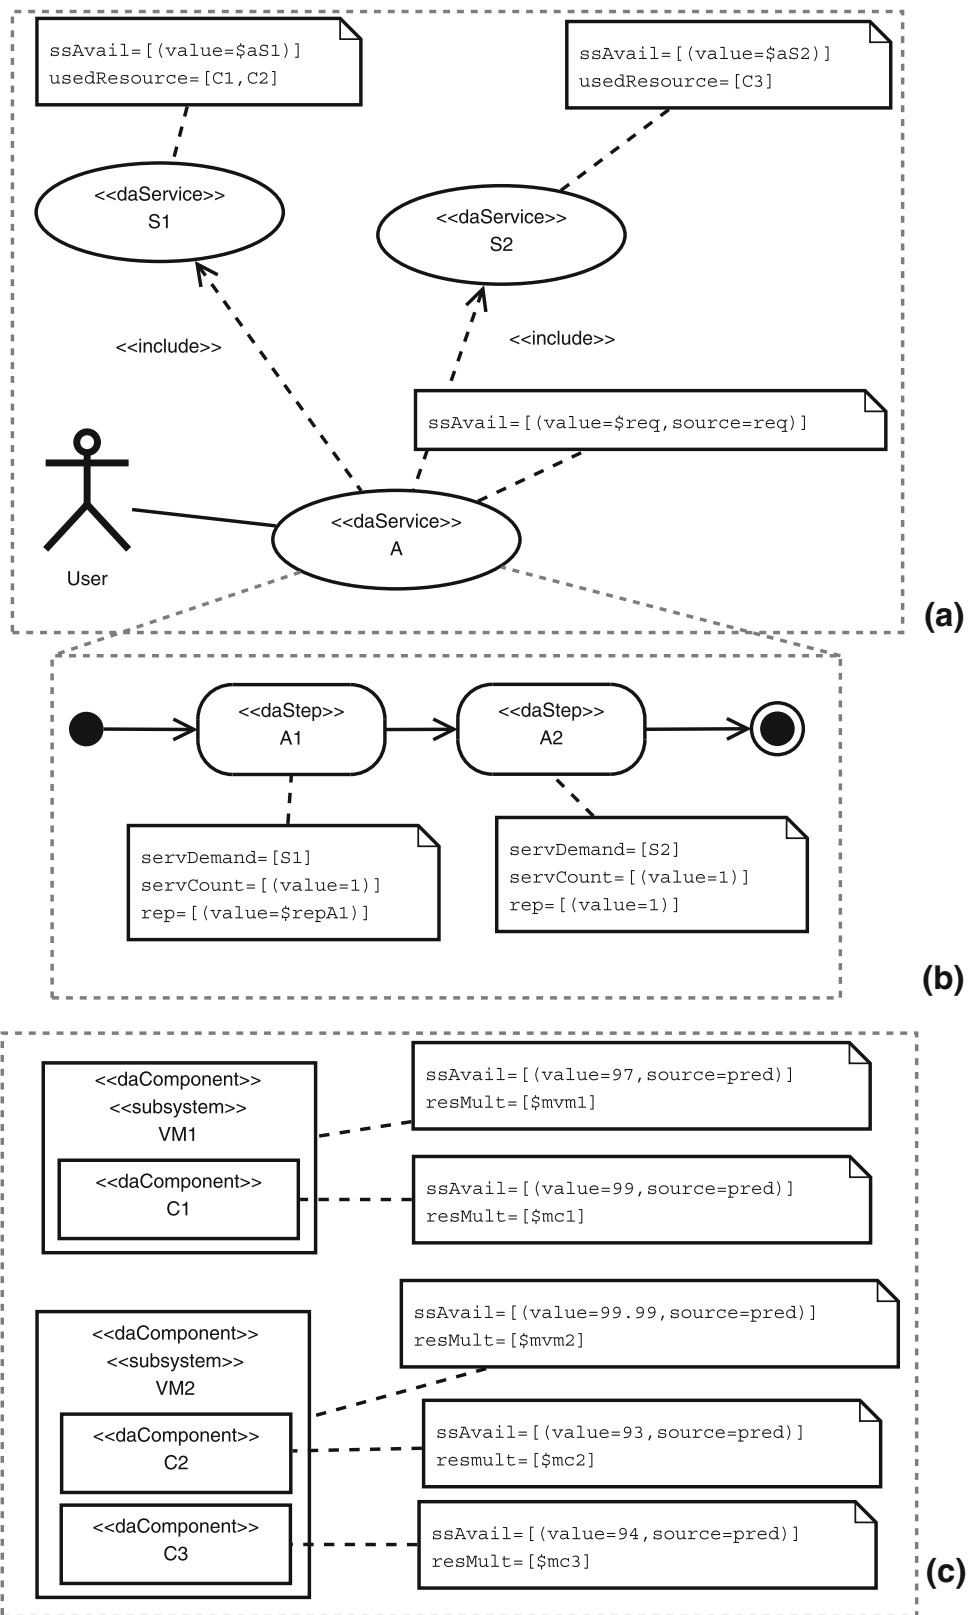 ssAvail=[(value=$aS1)]
usedResource=[C1,C2]
ssAvail=[(value=$aS2)]
usedResource=[C3]
<<daService>>
S1
<<daService>>
S2
<<include>>
<<include>>
ssAvail=[(value=$req,source=req)]
<<daService>>
A
User
(a)
<<daStep>>
A1
<<daStep>>
A2
servDemand=[S1]
servCount=[(value=1)]
rep=[(value=$repA1)]
servDemand=[S2]
servCount=[(value=1)]
rep=[(value=1)]
(b)
<<daComponent>>
<<subsystem>>
VM1
ssAvail=[(value=97,source=pred)]
resMult=[$mvm1]
<<daComponent>>
C1
ssAvail=[(value=99,source=pred)]
resMult=[$mc1]
<<daComponent>>
<<subsystem>>
VM2
ssAvail=[(value=99.99,source=pred)]
resMult=[$mvm2]
<<daComponent>>
C2
ssAvail=[(value=93,source=pred)]
resmult=[$mc2]
<<daComponent>>
C3
ssAvail=[(value=94,source=pred)]
resMult=[$mc3]
(c)